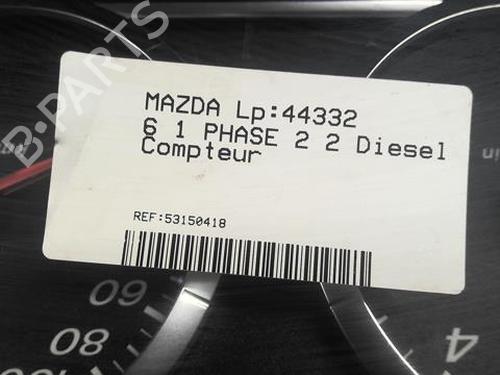 B-PARTS
MAZDA Lp:44332
6 1 PHASE 2 2 Diesel
Compteur
REF:53150418
60
80
4